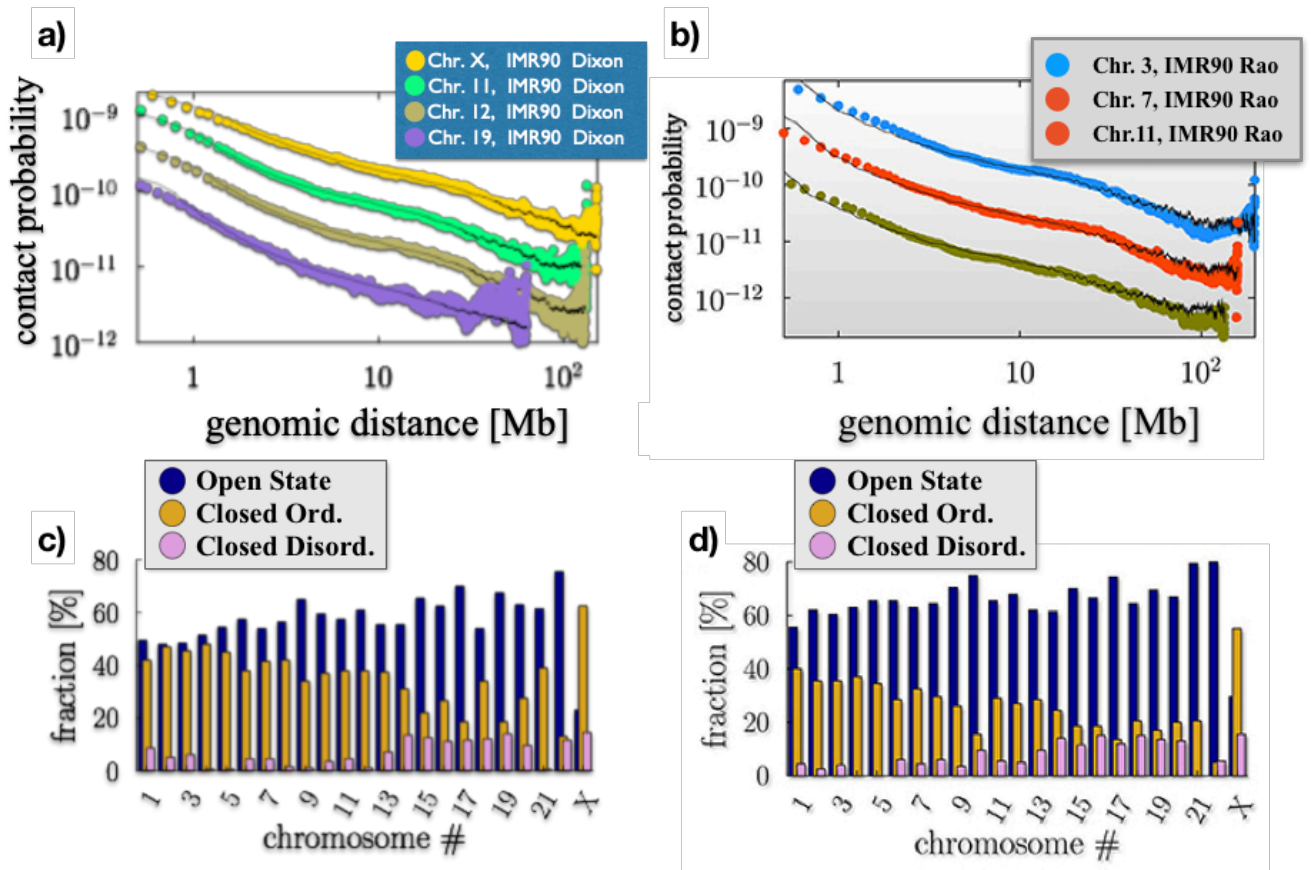 a)
Chr. X, IMR90 Dixon
Chr. 11, IMR90 Dixon
Chr. 12, IMR90 Dixon
Chr. 19, IMR90 Dixon
contact probability
10⁻⁹
10⁻¹⁰
10⁻¹¹
10⁻¹²
1
10
10²
genomic distance [Mb]
b)
Chr. 3, IMR90 Rao
Chr. 7, IMR90 Rao
Chr.11, IMR90 Rao
contact probability
10⁻⁹
10⁻¹⁰
10⁻¹¹
10⁻¹²
1
10
10²
genomic distance [Mb]
c)
Open State
Closed Ord.
Closed Disord.
fraction [%]
80
60
40
20
0
1
3
5
7
9
11
13
15
17
19
21
X
chromosome #
d)
Open State
Closed Ord.
Closed Disord.
fraction [%]
80
60
40
20
0
1
3
5
7
9
11
13
15
17
19
21
X
chromosome #